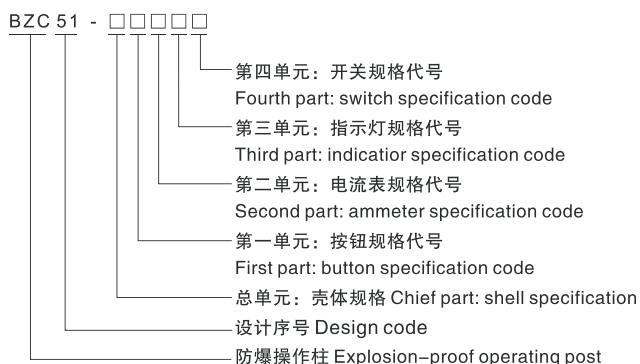 BZC 51 - □□□□□
第四单元：开关规格代号
Fourth part: switch specification code
第三单元：指示灯规格代号
Third part: indicatior specification code
第二单元：电流表规格代号
Second part: ammeter specification code
第一单元：按钮规格代号
First part: button specification code
总单元：壳体规格 Chief part: shell specification
设计序号 Design code
防爆操作柱 Explosion-proof operating post